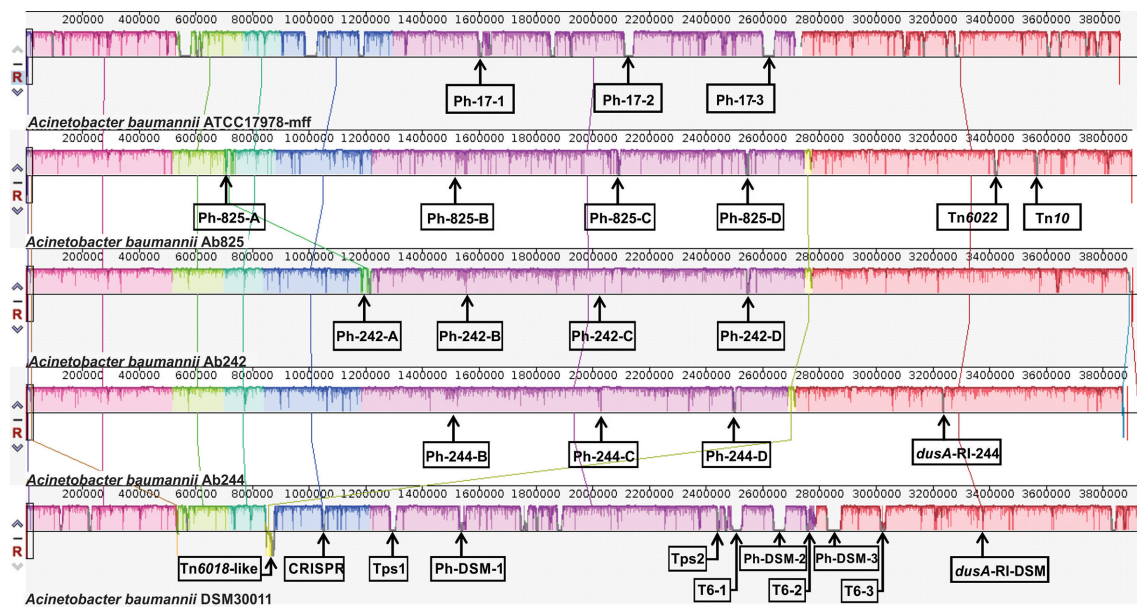 200000 400000 600000 800000 1000000 1200000 1400000 1600000 1800000 2000000 2200000 2400000 2600000 2800000 3000000 3200000 3400000 3600000 380000
R
Ph-17-1 Ph-17-2 Ph-17-3
Acinetobacter baumannii ATCC17978-mff
200000 400000 600000 800000 1000000 1200000 1400000 1600000 1800000 2000000 2200000 2400000 2600000 2800000 3000000 3200000 3400000 3600000 3800000
R
Ph-825-A Ph-825-B Ph-825-C Ph-825-D Tn6022 Tn10
Acinetobacter baumannii Ab825
200000 400000 600000 800000 1000000 1200000 1400000 1600000 1800000 2000000 2200000 2400000 2600000 2800000 3000000 3200000 3400000 3600000 3800000
R
Ph-242-A Ph-242-B Ph-242-C Ph-242-D
Acinetobacter baumannii Ab242
200000 400000 600000 800000 1000000 1200000 1400000 1600000 1800000 2000000 2200000 2400000 2600000 2800000 3000000 3200000 3400000 3600000 3800000
R
Ph-244-B Ph-244-C Ph-244-D dusA-RI-244
Acinetobacter baumannii Ab244
200000 400000 600000 800000 1000000 1200000 1400000 1600000 1800000 2000000 2200000 2400000 2600000 2800000 3000000 3200000 3400000 3600000 3800000
R
Tn6018-like CRISPR Tps1 Ph-DSM-1 Tps2 Ph-DSM-2 Ph-DSM-3 dusA-RI-DSM
T6-1 T6-2 T6-3
Acinetobacter baumannii DSM30011